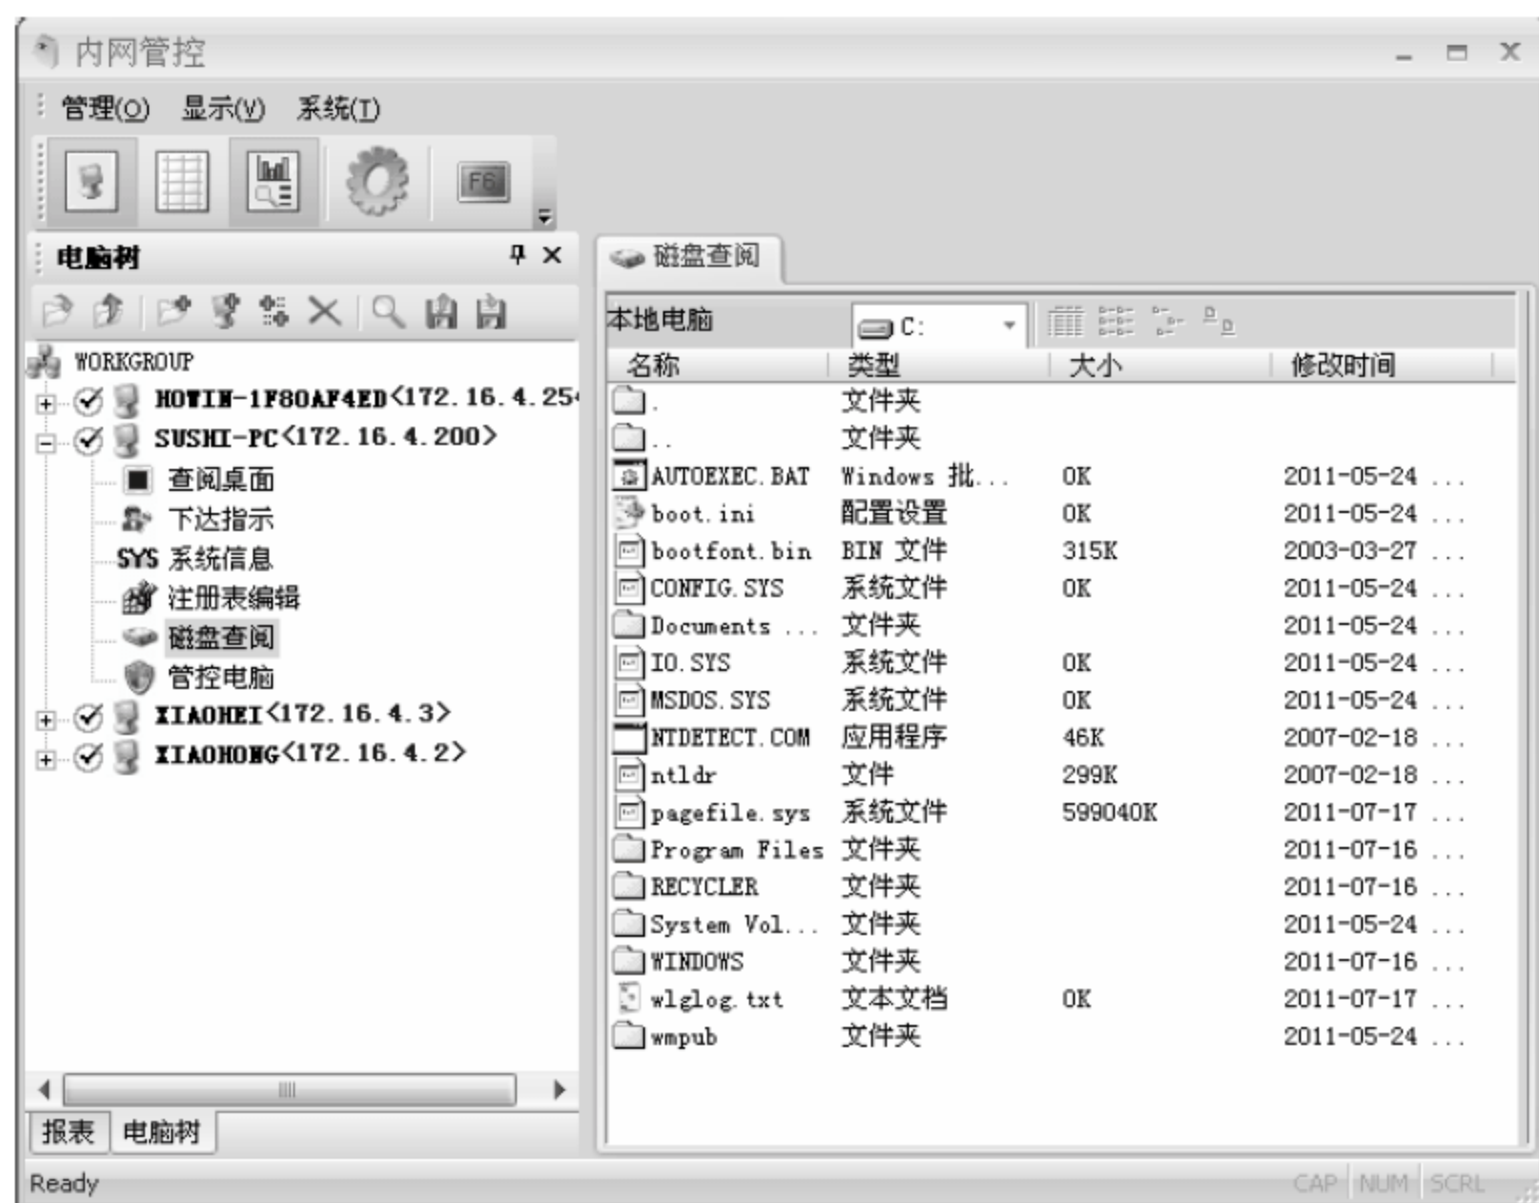 内网管控
管理(O) 显示(V) 系统(T)
F6
电脑树
WORKGROUP
HOWIN-1F80AF4ED<172.16.4.25
SUSHI-PC<172.16.4.200>
查阅桌面
下达指示
SYS 系统信息
注册表编辑
磁盘查阅
管控电脑
XIAOHEI<172.16.4.3>
XIAOHONG<172.16.4.2>
报表 电脑树
磁盘查阅
本地电脑 C:
名称 类型 大小 修改时间
. 文件夹
.. 文件夹
AUTOEXEC.BAT Windows 批... 0K 2011-05-24 ...
boot.ini 配置设置 0K 2011-05-24 ...
bootfont.bin BIN 文件 315K 2003-03-27 ...
CONFIG.SYS 系统文件 0K 2011-05-24 ...
Documents ... 文件夹 2011-05-24 ...
IO.SYS 系统文件 0K 2011-05-24 ...
MSDOS.SYS 系统文件 0K 2011-05-24 ...
NTDETECT.COM 应用程序 46K 2007-02-18 ...
ntldr 文件 299K 2007-02-18 ...
pagefile.sys 系统文件 599040K 2011-07-17 ...
Program Files 文件夹 2011-07-16 ...
RECYCLER 文件夹 2011-07-16 ...
System Vol... 文件夹 2011-05-24 ...
WINDOWS 文件夹 2011-07-16 ...
wlglog.txt 文本文档 0K 2011-07-17 ...
wmpub 文件夹 2011-05-24 ...
Ready CAP NUM SCRL